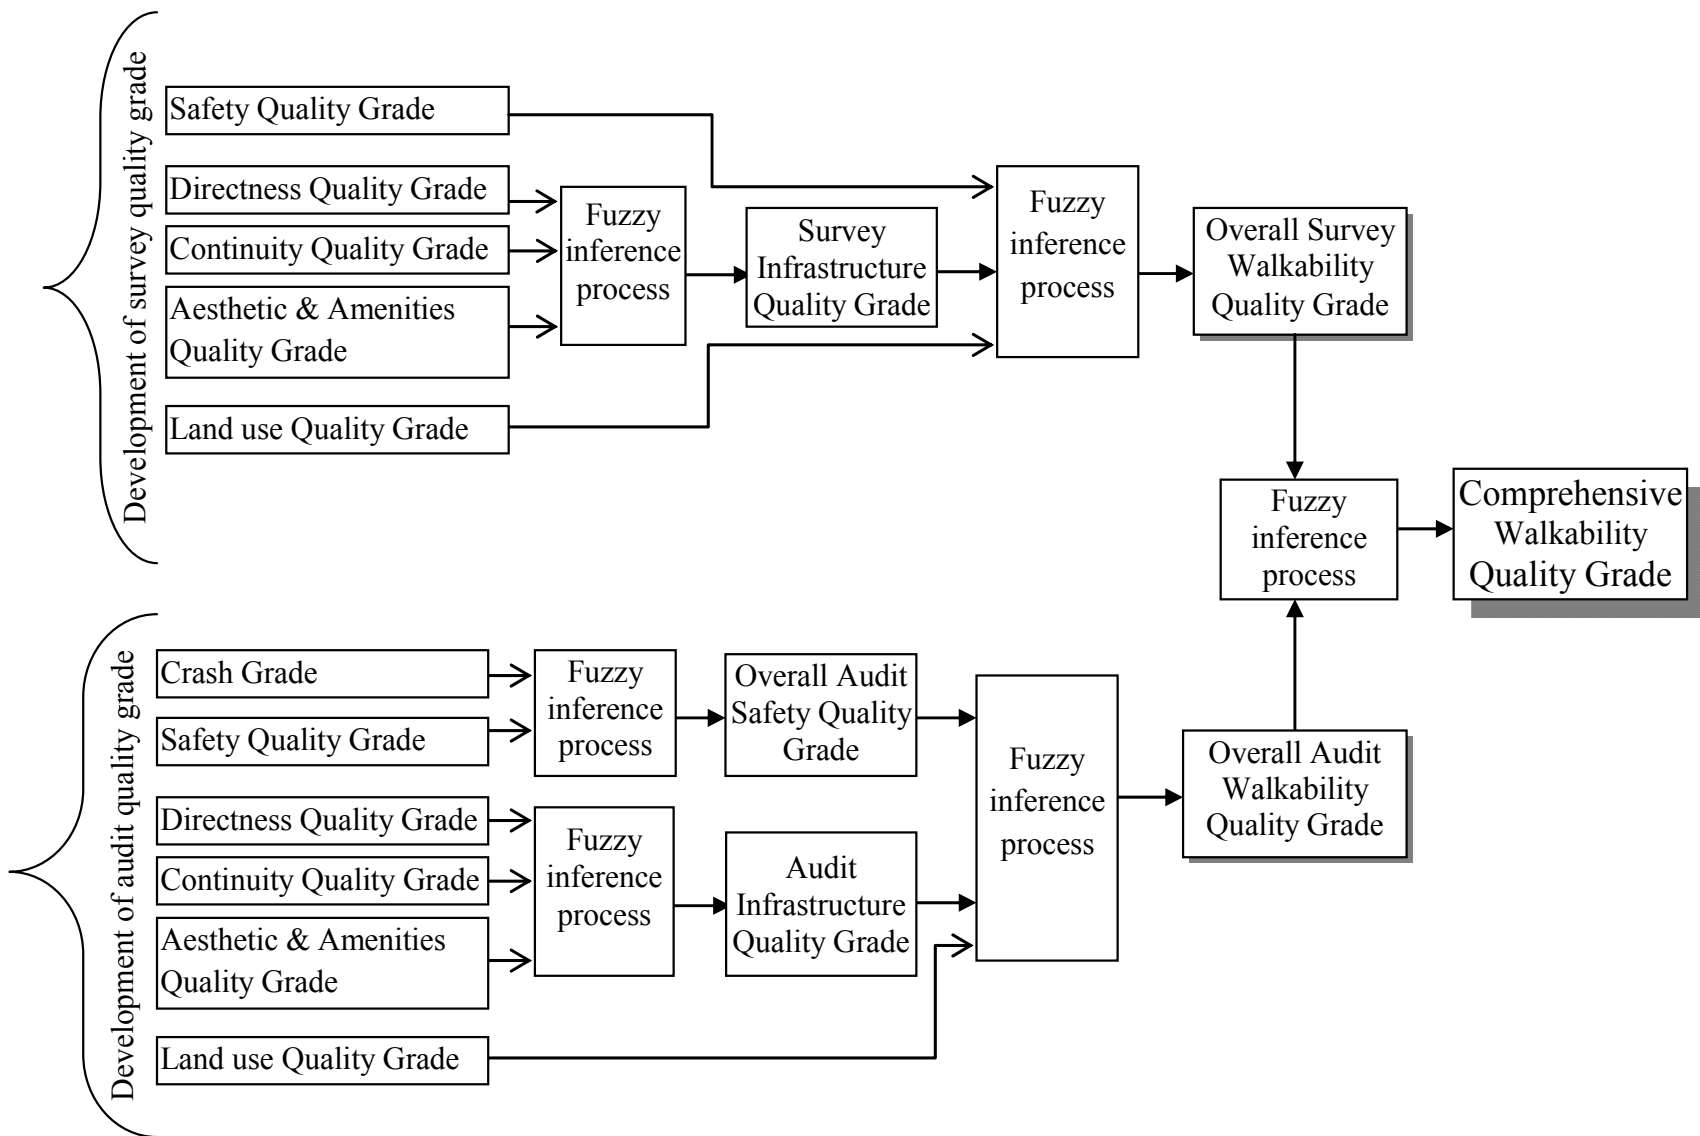 Development of survey quality grade
Safety Quality Grade
Directness Quality Grade
Continuity Quality Grade
Aesthetic & Amenities
Quality Grade
Land use Quality Grade
Fuzzy
inference
process
Survey
Infrastructure
Quality Grade
Fuzzy
inference
process
Overall Survey
Walkability
Quality Grade
Fuzzy
inference
process
Comprehensive
Walkability
Quality Grade
Development of audit quality grade
Crash Grade
Safety Quality Grade
Directness Quality Grade
Continuity Quality Grade
Aesthetic & Amenities
Quality Grade
Land use Quality Grade
Fuzzy
inference
process
Overall Audit
Safety Quality
Grade
Fuzzy
inference
process
Audit
Infrastructure
Quality Grade
Fuzzy
inference
process
Overall Audit
Walkability
Quality Grade